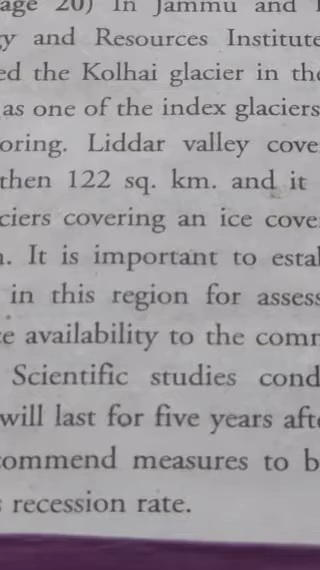 age 20) In Jammu and
gy and Resources Institute
ed the Kolhai glacier in the
as one of the index glaciers
oring. Liddar valley cove
then 122 sq. km. and it
ciers covering an ice cove
. It is important to estal
in this region for assess
e availability to the comm
Scientific studies cond
will last for five years afte
commend measures to b
s recession rate.